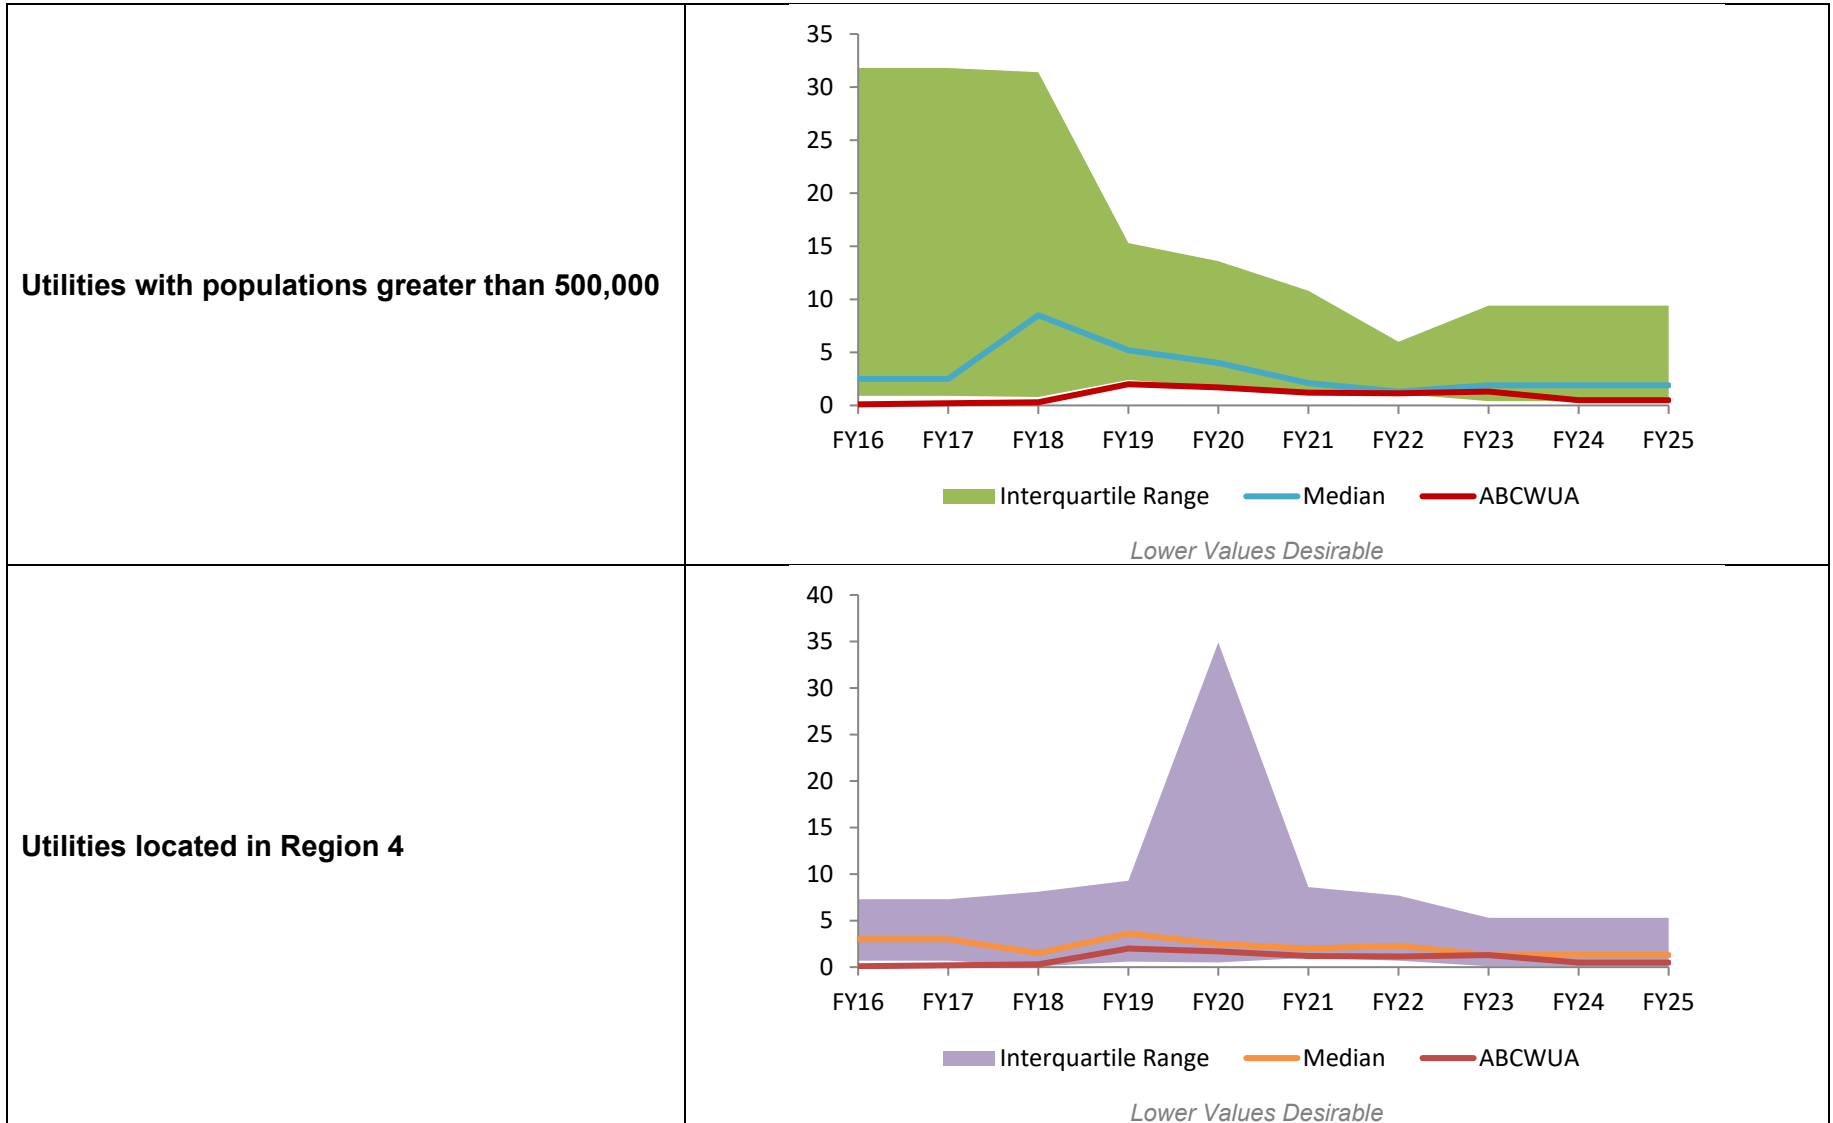 Utilities with populations greater than 500,000
35
30
25
20
15
10
5
0
FY16 FY17 FY18 FY19 FY20 FY21 FY22 FY23 FY24 FY25
Interquartile Range Median ABCWUA
Lower Values Desirable
Utilities located in Region 4
40
35
30
25
20
15
10
5
0
FY16 FY17 FY18 FY19 FY20 FY21 FY22 FY23 FY24 FY25
Interquartile Range Median ABCWUA
Lower Values Desirable